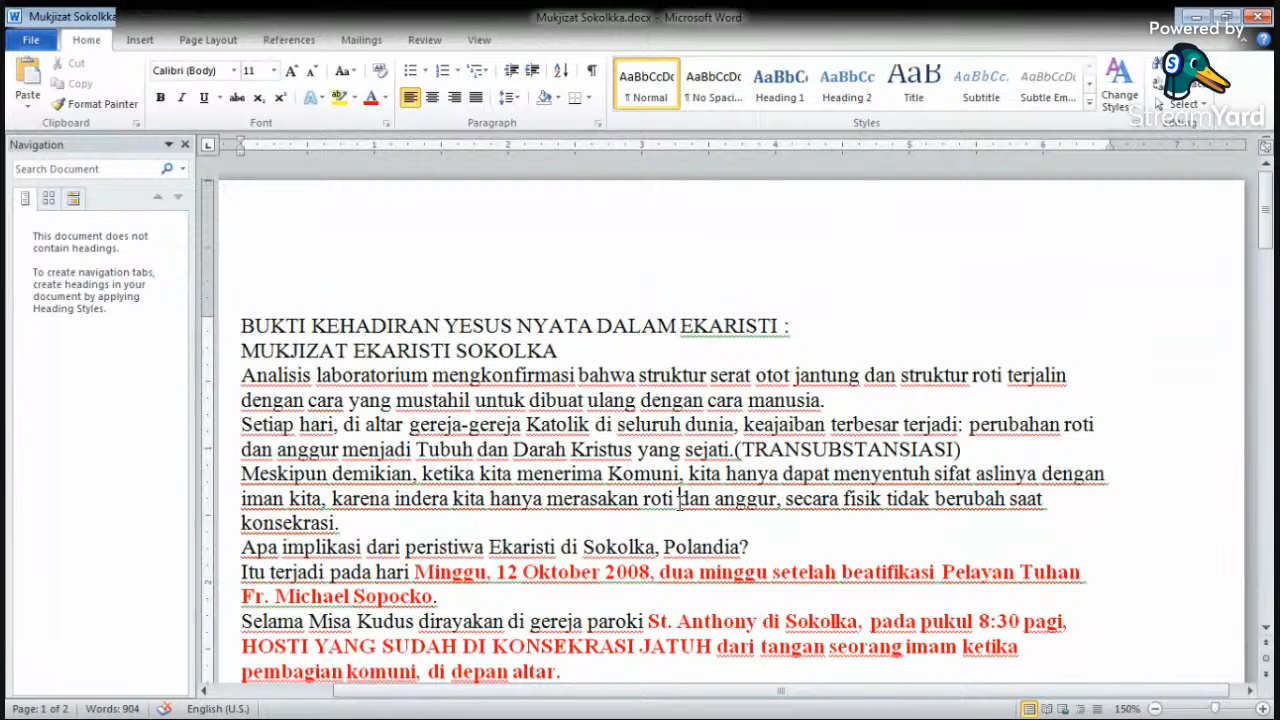 Mukjizat Sokolkka
Mukjizat Sokolkka.docx - Microsoft Word
Powered by
StreamYard
File Home Insert Page Layout References Mailings Review View
Paste
Cut
Copy
Format Painter
Clipboard
Calibri (Body) 11
Font
Paragraph
AaBbCcDc AaBbCcDc AaBbC AaBbCc AaB AaBbCcL AaBbCcDc
¶ Normal ¶ No Spaci... Heading 1 Heading 2 Title Subtitle Subtle Em...
Change Styles
Select
Styles
Navigation
Search Document
This document does not
contain headings.
To create navigation tabs,
create headings in your
document by applying
Heading Styles.
1 2 3 4 5 6 7
BUKTI KEHADIRAN YESUS NYATA DALAM EKARISTI :
MUKJIZAT EKARISTI SOKOLKA
Analisis laboratorium mengkonfirmasi bahwa struktur serat otot jantung dan struktur roti terjalin
dengan cara yang mustahil untuk dibuat ulang dengan cara manusia.
Setiap hari, di altar gereja-gereja Katolik di seluruh dunia, keajaiban terbesar terjadi: perubahan roti
dan anggur menjadi Tubuh dan Darah Kristus yang sejati.(TRANSUBSTANSIASI)
Meskipun demikian, ketika kita menerima Komuni, kita hanya dapat menyentuh sifat aslinya dengan
iman kita, karena indera kita hanya merasakan roti dan anggur, secara fisik tidak berubah saat
konsekrasi.
Apa implikasi dari peristiwa Ekaristi di Sokolka, Polandia?
Itu terjadi pada hari Minggu, 12 Oktober 2008, dua minggu setelah beatifikasi Pelayan Tuhan
Fr. Michael Sopocko.
Selama Misa Kudus dirayakan di gereja paroki St. Anthony di Sokolka, pada pukul 8:30 pagi,
HOSTI YANG SUDAH DI KONSEKRASI JATUH dari tangan seorang imam ketika
pembagian komuni, di depan altar.
Page: 1 of 2 Words: 904 English (U.S.) 150%